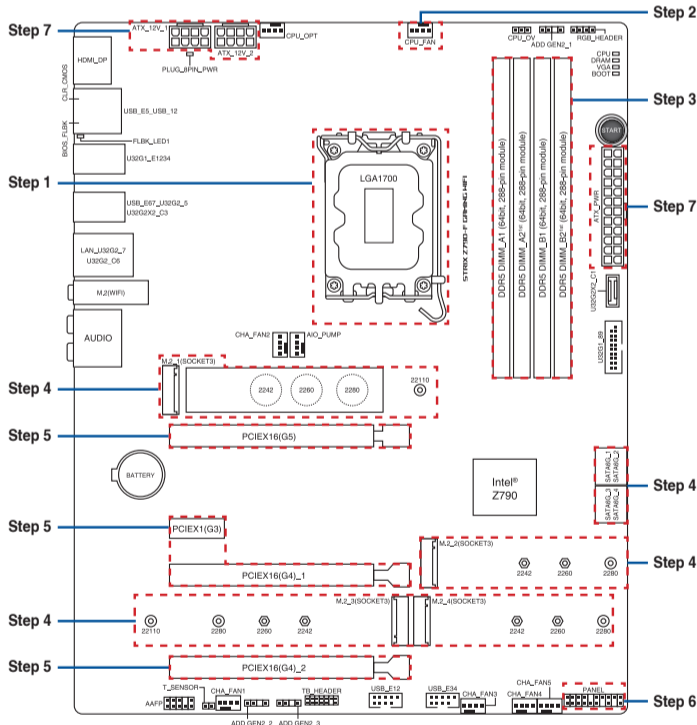 Step 2
Step 7
ATX_12V_1
ATX_12V_2
CPU_OPT
CPU_FAN
CPU_OV
RGB_HEADER
ADD GEN2_1
PLUG_8PIN_PWR
CPU
DRAM
VGA
BOOT
HDMI_DP
CLR_CMOS
USB_E5_USB_12
Step 3
BIOS_FLBK
FLBK_LED1
START
U32G1_E1234
Step 1
LGA1700
DDR5 DIMM_A1 (64bit, 288-pin module)
DDR5 DIMM_A2* (64bit, 288-pin module)
DDR5 DIMM_B1 (64bit, 288-pin module)
DDR5 DIMM_B2* (64bit, 288-pin module)
ATX_PWR
Step 7
USB_E67_U32G2_5
U32G2X2_C3
STRIX Z790-F GAMING WIFI
LAN_U32G2_7
U32G2_C6
M.2(WIFI)
U32G2X2_C1
AUDIO
CHA_FAN2
AIO_PUMP
U32G1_89
M.2_1(SOCKET3)
Step 4
2242
2260
2280
22110
Step 5
PCIEX16(G5)
BATTERY
Intel®
Z790
SATA6G_1
SATA6G_2
SATA6G_3
SATA6G_4
Step 4
Step 5
PCIEX1(G3)
M.2_2(SOCKET3)
2242
2260
2280
Step 4
PCIEX16(G4)_1
M.2_3(SOCKET3)
M.2_4(SOCKET3)
Step 4
22110
2280
2260
2242
2242
2260
2280
Step 5
PCIEX16(G4)_2
T_SENSOR
CHA_FAN1
TB_HEADER
USB_E12
USB_E34
CHA_FAN3
CHA_FAN5
CHA_FAN4
PANEL
AAFP
ADD GEN2_2
ADD GEN2_3
Step 6